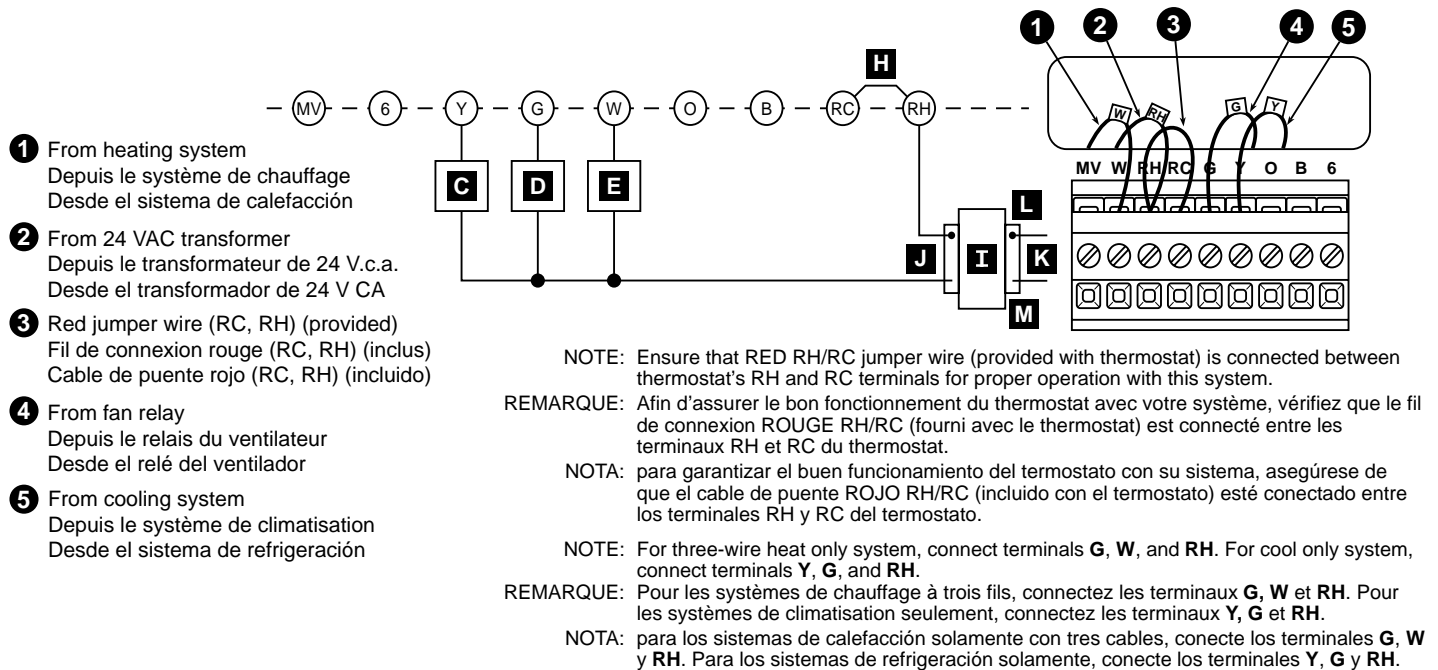 1 2 3 4 5
H
MV 6 Y G W O B RC RH
W RH G Y
MV W RH RC G Y O B 6
C D E
L
J I K
M
1 From heating system
Depuis le système de chauffage
Desde el sistema de calefacción
2 From 24 VAC transformer
Depuis le transformateur de 24 V.c.a.
Desde el transformador de 24 V CA
3 Red jumper wire (RC, RH) (provided)
Fil de connexion rouge (RC, RH) (inclus)
Cable de puente rojo (RC, RH) (incluido)
4 From fan relay
Depuis le relais du ventilateur
Desde el relé del ventilador
5 From cooling system
Depuis le système de climatisation
Desde el sistema de refrigeración
NOTE: Ensure that RED RH/RC jumper wire (provided with thermostat) is connected between
thermostat's RH and RC terminals for proper operation with this system.
REMARQUE: Afin d'assurer le bon fonctionnement du thermostat avec votre système, vérifiez que le fil
de connexion ROUGE RH/RC (fourni avec le thermostat) est connecté entre les
terminaux RH et RC du thermostat.
NOTA: para garantizar el buen funcionamiento del termostato con su sistema, asegúrese de
que el cable de puente ROJO RH/RC (incluido con el termostato) esté conectado entre
los terminales RH y RC del termostato.
NOTE: For three-wire heat only system, connect terminals G, W, and RH. For cool only system,
connect terminals Y, G, and RH.
REMARQUE: Pour les systèmes de chauffage à trois fils, connectez les terminaux G, W et RH. Pour
les systèmes de climatisation seulement, connectez les terminaux Y, G et RH.
NOTA: para los sistemas de calefacción solamente con tres cables, conecte los terminales G, W
y RH. Para los sistemas de refrigeración solamente, conecte los terminales Y, G y RH.